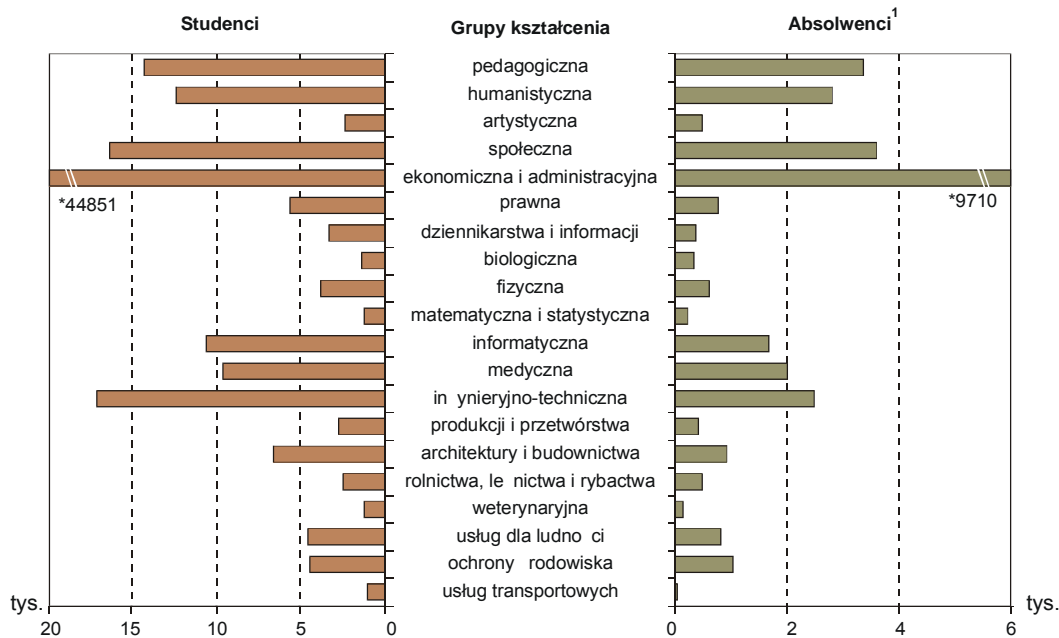 Studenci
Grupy kształcenia
Absolwenci1
pedagogiczna
humanistyczna
artystyczna
społeczna
ekonomiczna i administracyjna
*44851
*9710
prawna
dziennikarstwa i informacji
biologiczna
fizyczna
matematyczna i statystyczna
informatyczna
medyczna
in ynieryjno-techniczna
produkcji i przetwórstwa
architektury i budownictwa
rolnictwa, le nictwa i rybactwa
weterynaryjna
usług dla ludno ci
ochrony rodowiska
usług transportowych
tys.
tys.
20 15 10 5 0
0 2 4 6